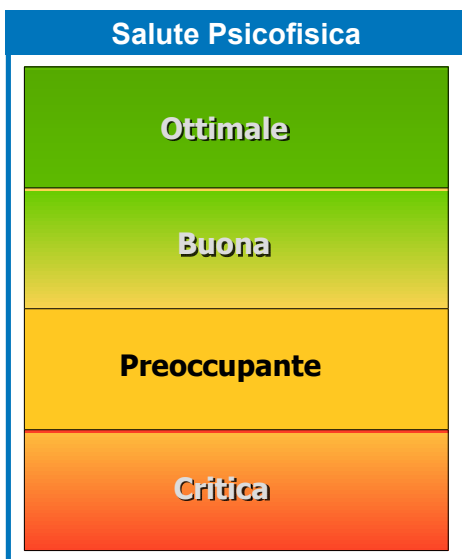 Salute Psicofisica
Ottimale
Buona
Preoccupante
Critica